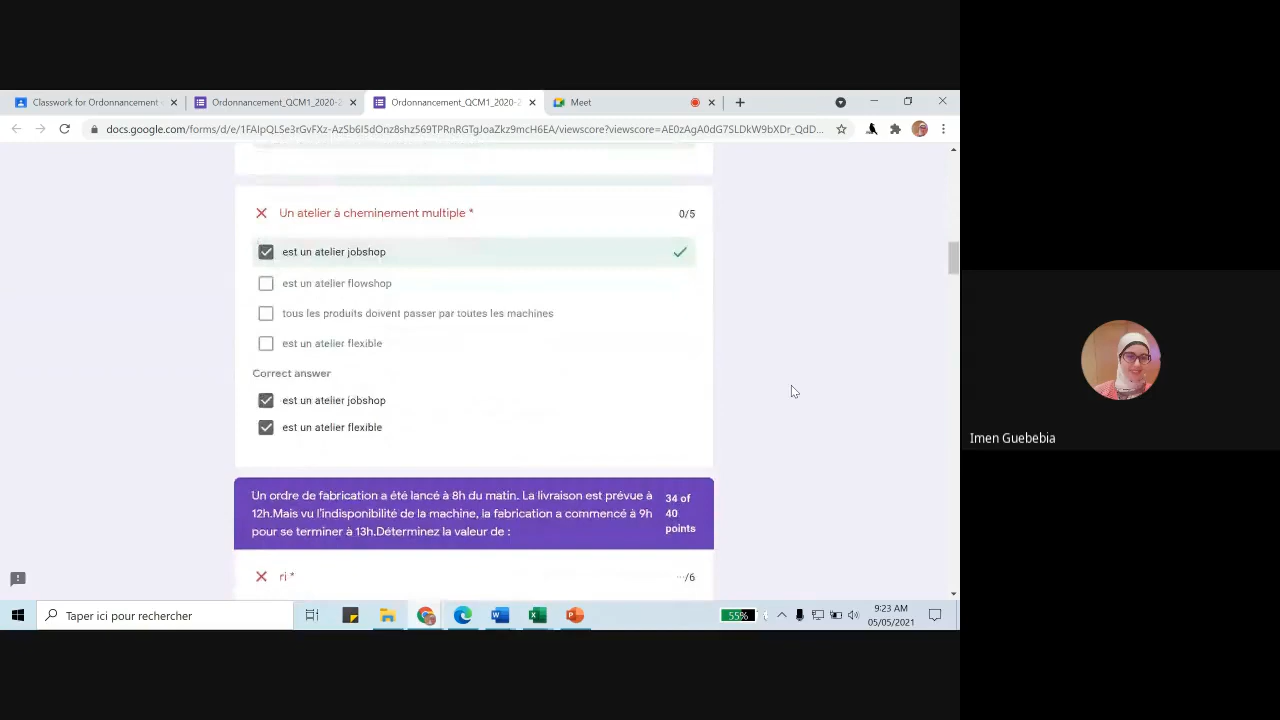 Classwork for Ordonnancement
Ordonnancement_QCM1_2020-2
Ordonnancement_QCM1_2020-2
Meet
docs.google.com/forms/d/e/1FAIpQLSe3rGvFXz-AzSb6I5dOnz8shz569TPRnRGTgJoaZkz9mcH6EA/viewscore?viewscore=AE0zAgA0dG7SLDkW9bXDr_QdD...
Un atelier à cheminement multiple *
0/5
est un atelier jobshop
est un atelier flowshop
tous les produits doivent passer par toutes les machines
est un atelier flexible
Correct answer
est un atelier jobshop
est un atelier flexible
Un ordre de fabrication a été lancé à 8h du matin. La livraison est prévue à
12h.Mais vu l'indisponibilité de la machine, la fabrication a commencé à 9h
pour se terminer à 13h.Déterminez la valeur de :
34 of
40
points
ri *
···/6
Imen Guebebia
Taper ici pour rechercher
55%
9:23 AM
05/05/2021